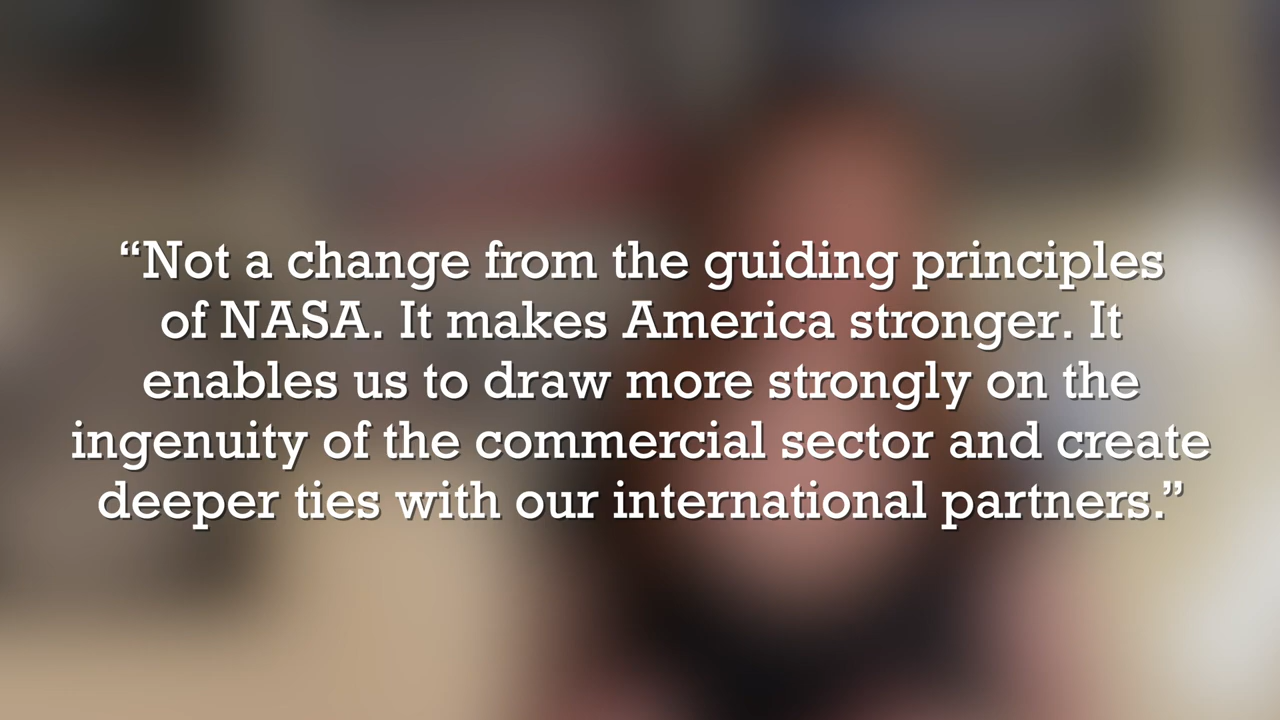 “Not a change from the guiding principles
of NASA. It makes America stronger. It
enables us to draw more strongly on the
ingenuity of the commercial sector and create
deeper ties with our international partners.”